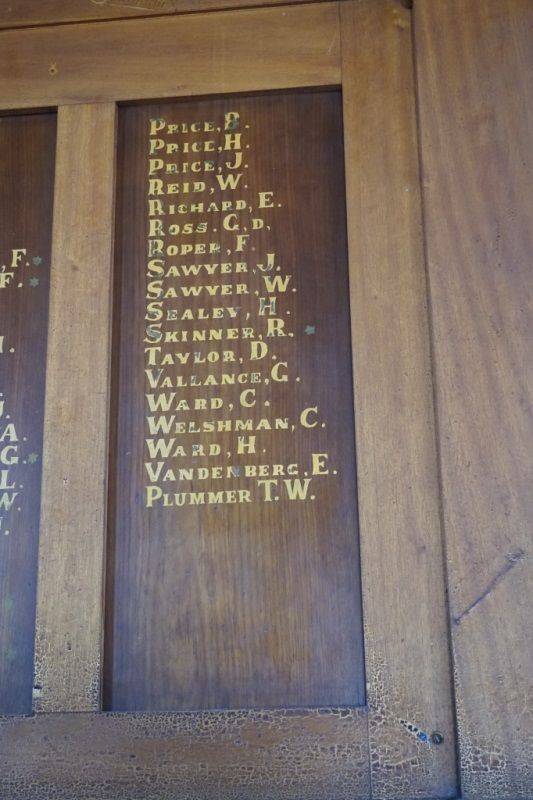 PRICE, B.
PRICE, H.
PRICE, J.
REID, W.
RICHARD, E.
ROSS. G. D.
ROPER, F.
SAWYER, J.
SAWYER, W.
SEALEY, H.
SKINNER, R. *
TAYLOR, D.
VALLANCE, G.
WARD, C.
WELSHMAN, C.
WARD, H.
VANDENBERG, E.
PLUMMER T. W.
, F. *
F. *
J.
A.
G. *
L.
W.